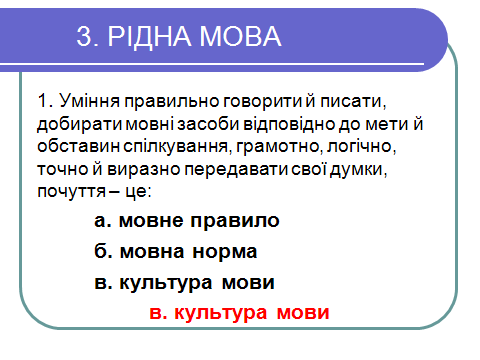 3. РІДНА МОВА
1. Уміння правильно говорити й писати,
добирати мовні засоби відповідно до мети й
обставин спілкування, грамотно, логічно,
точно й виразно передавати свої думки,
почуття – це:
а. мовне правило
б. мовна норма
в. культура мови
в. культура мови